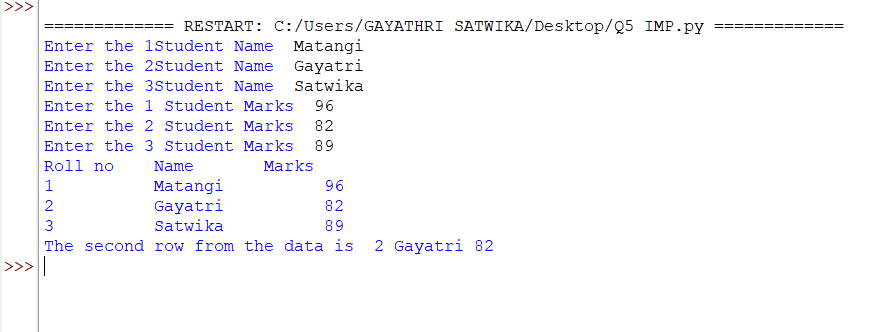 >>>
============= RESTART: C:/Users/GAYATHRI SATWIKA/Desktop/Q5 IMP.py =============
Enter the 1Student Name  Matangi
Enter the 2Student Name  Gayatri
Enter the 3Student Name  Satwika
Enter the 1 Student Marks  96
Enter the 2 Student Marks  82
Enter the 3 Student Marks  89
Roll no    Name       Marks
1          Matangi          96
2          Gayatri          82
3          Satwika          89
The second row from the data is  2 Gayatri 82
>>>